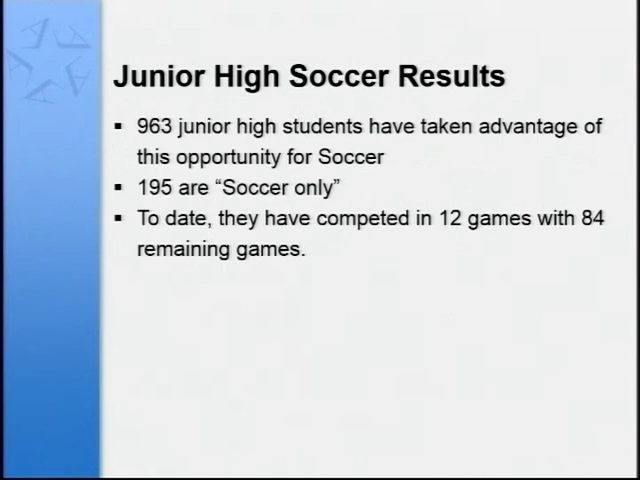 Junior High Soccer Results
▪ 963 junior high students have taken advantage of
this opportunity for Soccer
▪ 195 are “Soccer only”
▪ To date, they have competed in 12 games with 84
remaining games.